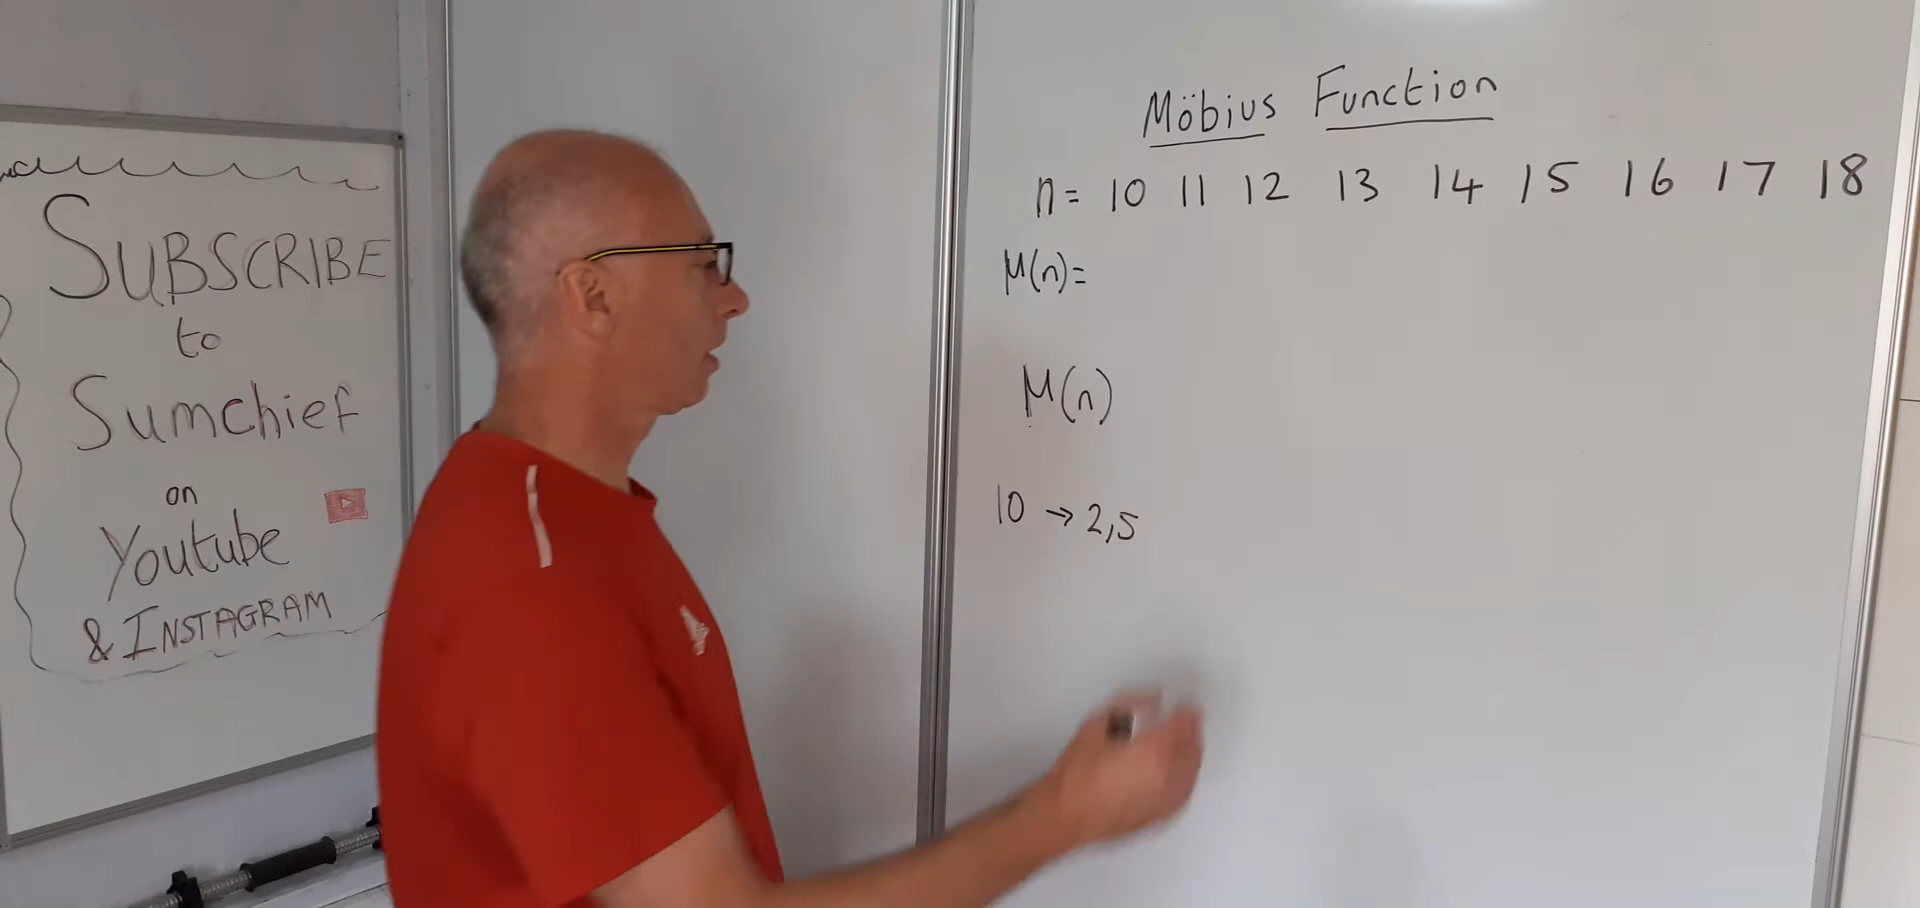 SUBSCRIBE
to
Sumchief
on
Youtube
& INSTAGRAM
Möbius Function
n = 10 11 12 13 14 15 16 17 18
μ(n)=
μ(n)
10 → 2,5